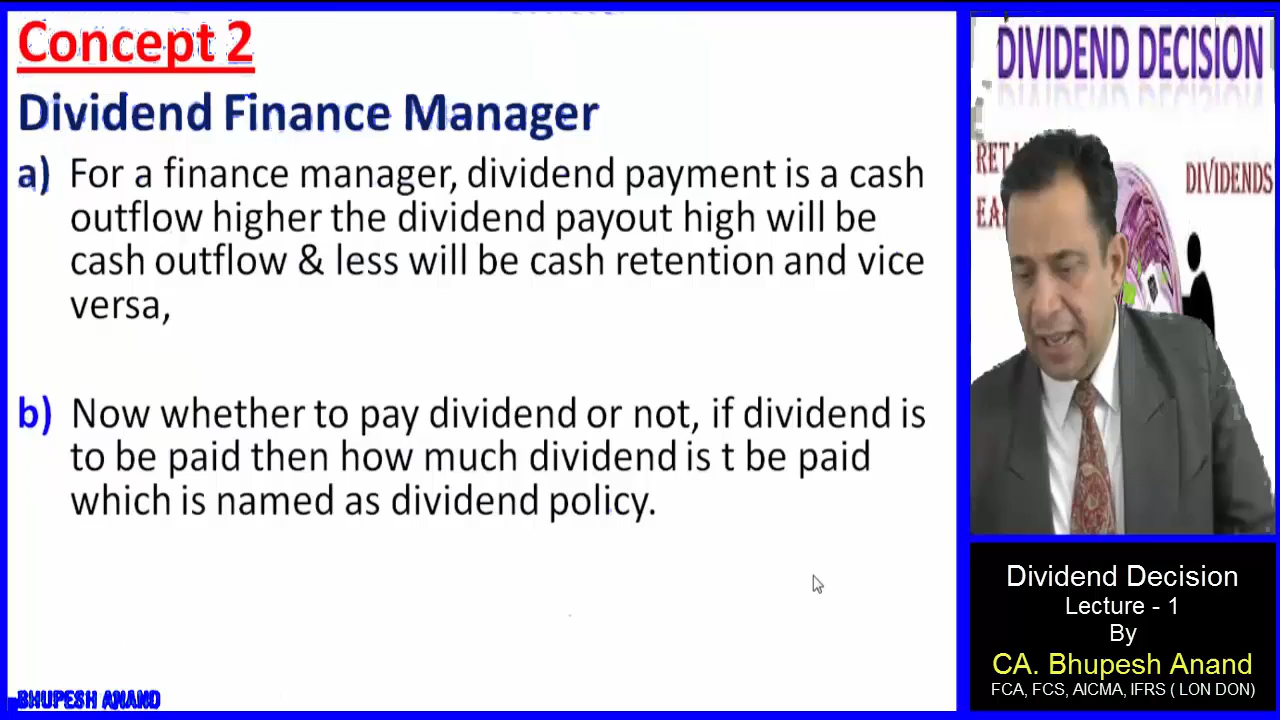 Concept 2
Dividend Finance Manager
a) For a finance manager, dividend payment is a cash
outflow higher the dividend payout high will be
cash outflow & less will be cash retention and vice
versa,
b) Now whether to pay dividend or not, if dividend is
to be paid then how much dividend is t be paid
which is named as dividend policy.
BHUPESH ANAND
DIVIDEND DECISION
DIVIDENDS
Dividend Decision
Lecture - 1
By
CA. Bhupesh Anand
FCA, FCS, AICMA, IFRS ( LON DON)